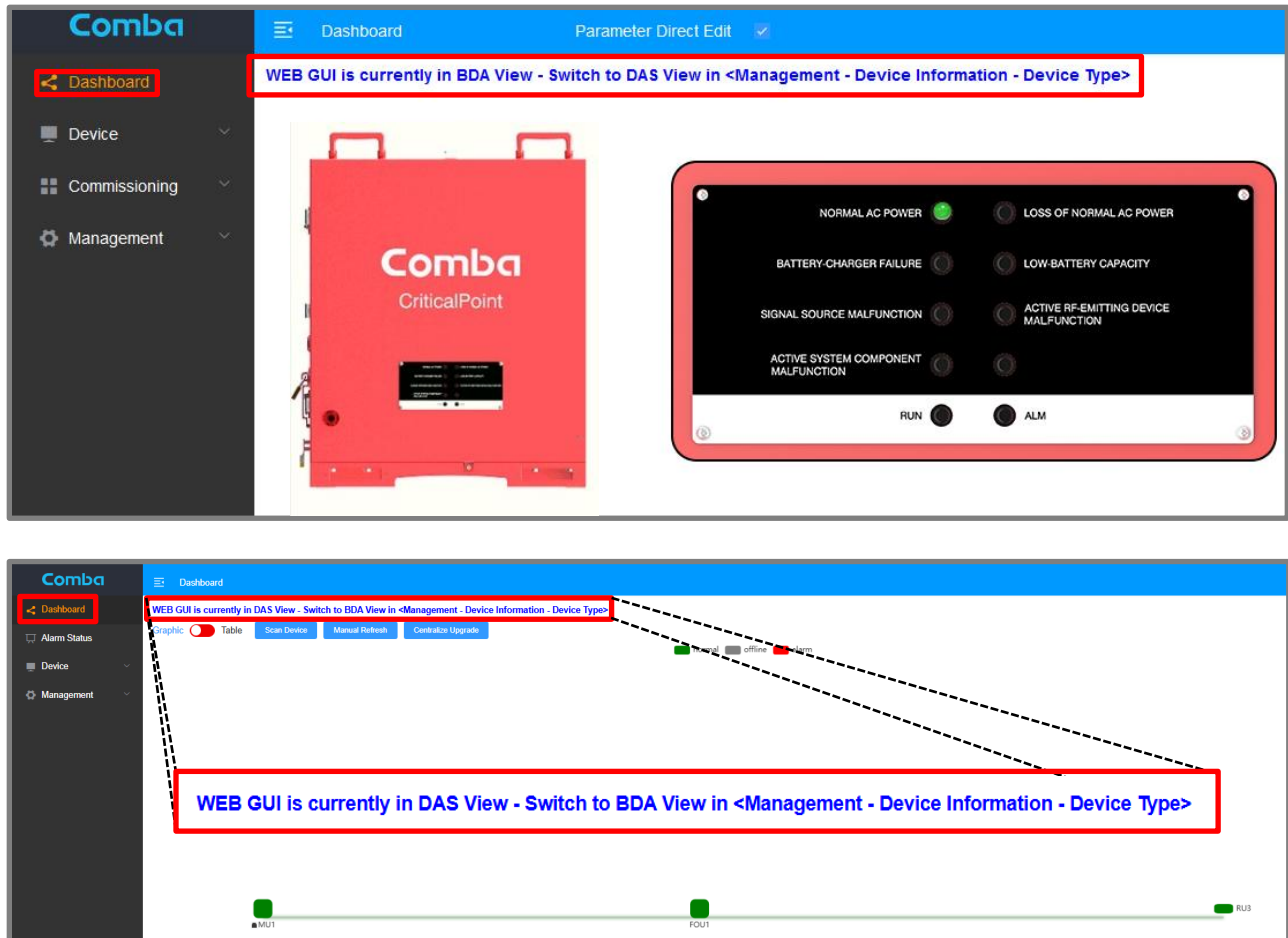 Comba
Dashboard
Parameter Direct Edit
Dashboard
Device
Commissioning
Management
WEB GUI is currently in BDA View - Switch to DAS View in <Management - Device Information - Device Type>
Comba
CriticalPoint
NORMAL AC POWER
LOSS OF NORMAL AC POWER
BATTERY-CHARGER FAILURE
LOW-BATTERY CAPACITY
SIGNAL SOURCE MALFUNCTION
ACTIVE RF-EMITTING DEVICE
MALFUNCTION
ACTIVE SYSTEM COMPONENT
MALFUNCTION
RUN
ALM
Comba
Dashboard
Dashboard
Alarm Status
Device
Management
WEB GUI is currently in DAS View - Switch to BDA View in <Management - Device Information - Device Type>
Graphic
Table
Scan Device
Manual Refresh
Centralize Upgrade
normal
offline
alarm
WEB GUI is currently in DAS View - Switch to BDA View in <Management - Device Information - Device Type>
MU1
FOU1
RU3